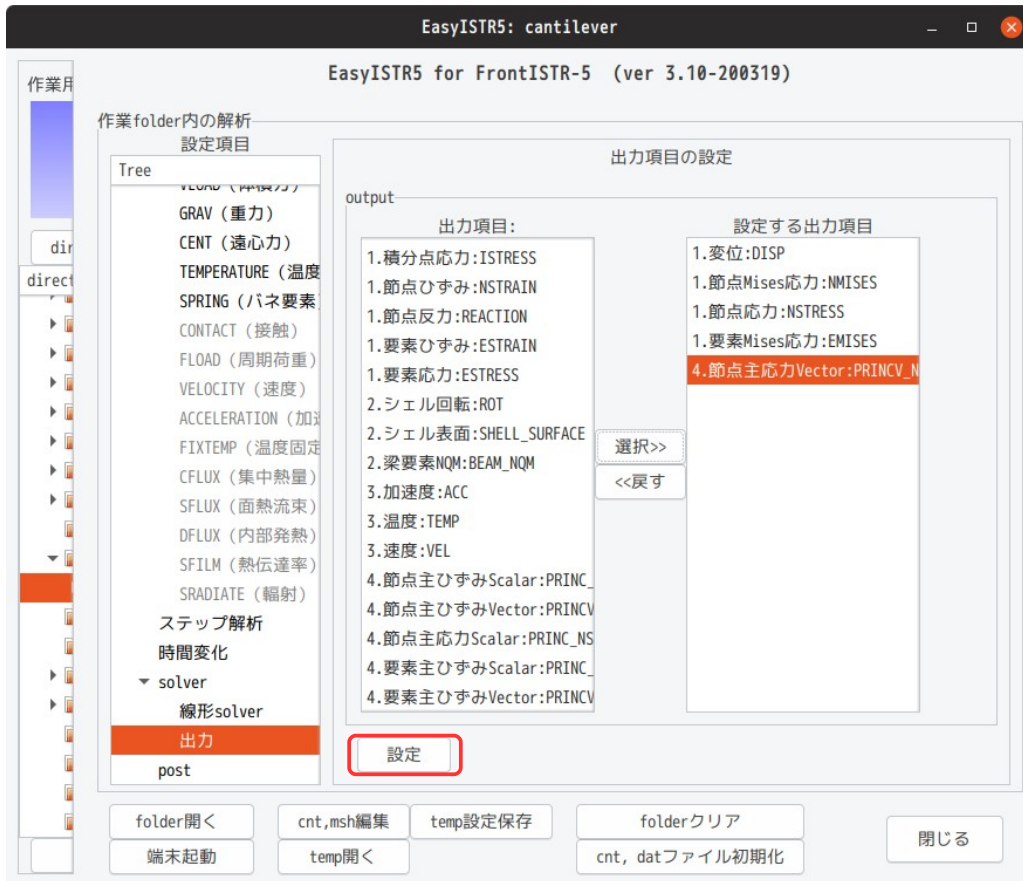 EasyISTR5: cantilever
EasyISTR5 for FrontISTR-5 (ver 3.10-200319)
作業用
dir
direct
作業folder内の解析
設定項目
Tree
GRAV (重力)
CENT (遠心力)
TEMPERATURE (温度
SPRING (バネ要素
CONTACT (接触)
FLOAD (周期荷重)
VELOCITY (速度)
ACCELERATION (加速
FIXTEMP (温度固定
CFLUX (集中熱量)
SFLUX (面熱流束)
DFLUX (内部発熱)
SFILM (熱伝達率)
SRADIATE (輻射)
ステップ解析
時間変化
solver
線形solver
出力
post
出力項目の設定
output
出力項目:
1.積分点応力:ISTRESS
1.節点ひずみ:NSTRAIN
1.節点反力:REACTION
1.要素ひずみ:ESTRAIN
1.要素応力:ESTRESS
2.シェル回転:ROT
2.シェル表面:SHELL_SURFACE
2.梁要素NQM:BEAM_NQM
3.加速度:ACC
3.温度:TEMP
3.速度:VEL
4.節点主ひずみScalar:PRINC_
4.節点主ひずみVector:PRINCV
4.節点主応力Scalar:PRINC_NS
4.要素主ひずみScalar:PRINC_
4.要素主ひずみVector:PRINCV
選択>>
<<戻す
設定する出力項目
1.変位:DISP
1.節点Mises応力:NMISES
1.節点応力:NSTRESS
1.要素Mises応力:EMISES
4.節点主応力Vector:PRINCV_N
設定
folder開く
cnt,msh編集
temp設定保存
folderクリア
端末起動
temp開く
cnt, datファイル初期化
閉じる